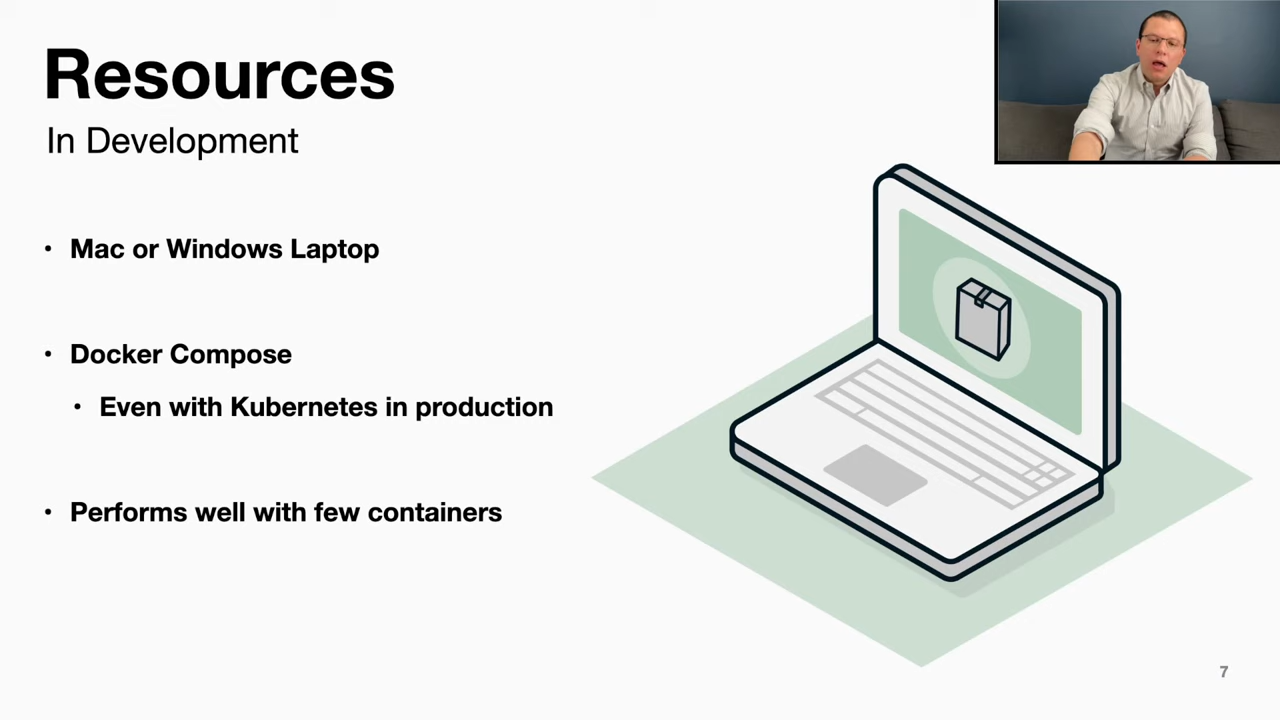 Resources
In Development
• Mac or Windows Laptop
• Docker Compose
• Even with Kubernetes in production
• Performs well with few containers
7